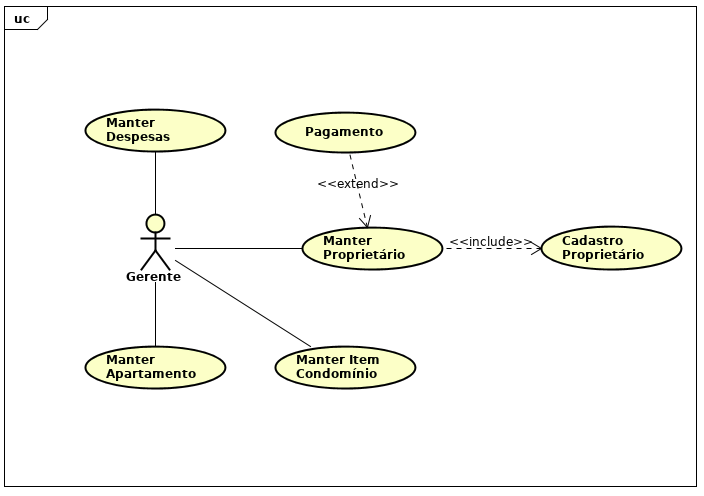 uc
Manter
Despesas
Pagamento
<<extend>>
Gerente
Manter
Proprietário
<<include>>
Cadastro
Proprietário
Manter
Apartamento
Manter Item
Condomínio